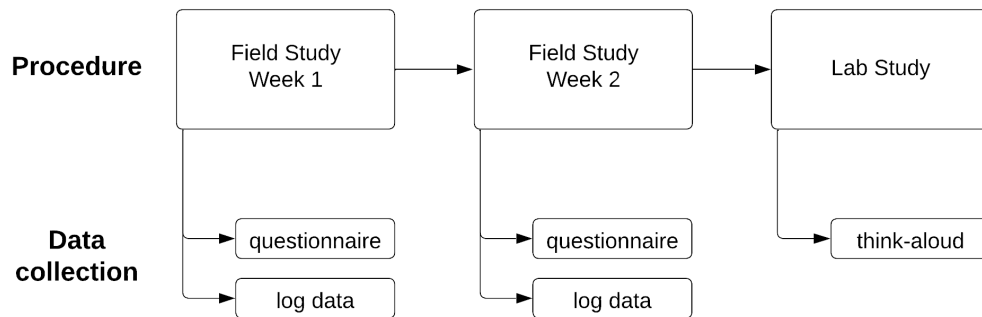 Procedure
Field Study
Week 1
Field Study
Week 2
Lab Study
Data
collection
questionnaire
questionnaire
think-aloud
log data
log data